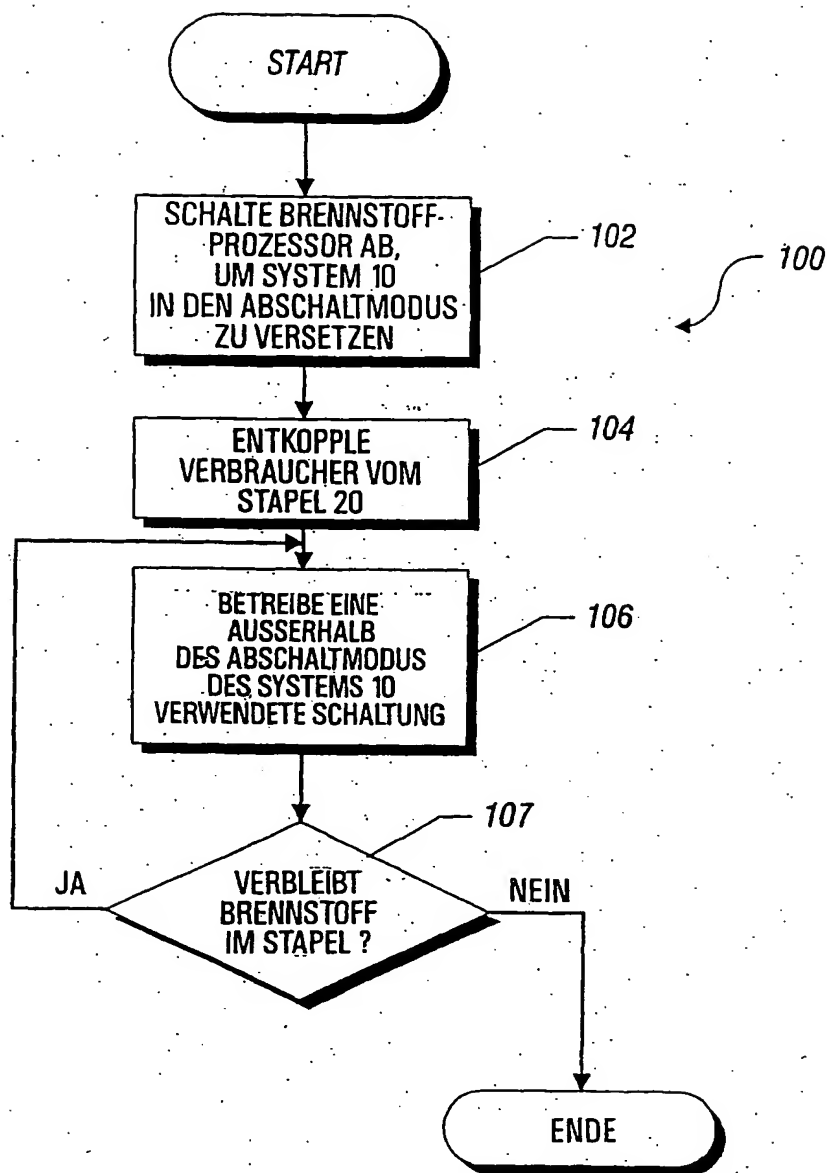 START
SCHALTE BRENNSTOFF-
PROZESSOR AB,
UM SYSTEM 10
IN DEN ABSCHALTMODUS
ZU VERSETZEN
102
100
ENTKOPPLE
VERBRAUCHER VOM
STAPEL 20
104
BETREIBE EINE
AUSSERHALB
DES ABSCHALTMODUS
DES SYSTEMS 10
VERWENDETE SCHALTUNG
106
107
JA
VERBLEIBT
BRENNSTOFF
IM STAPEL ?
NEIN
ENDE